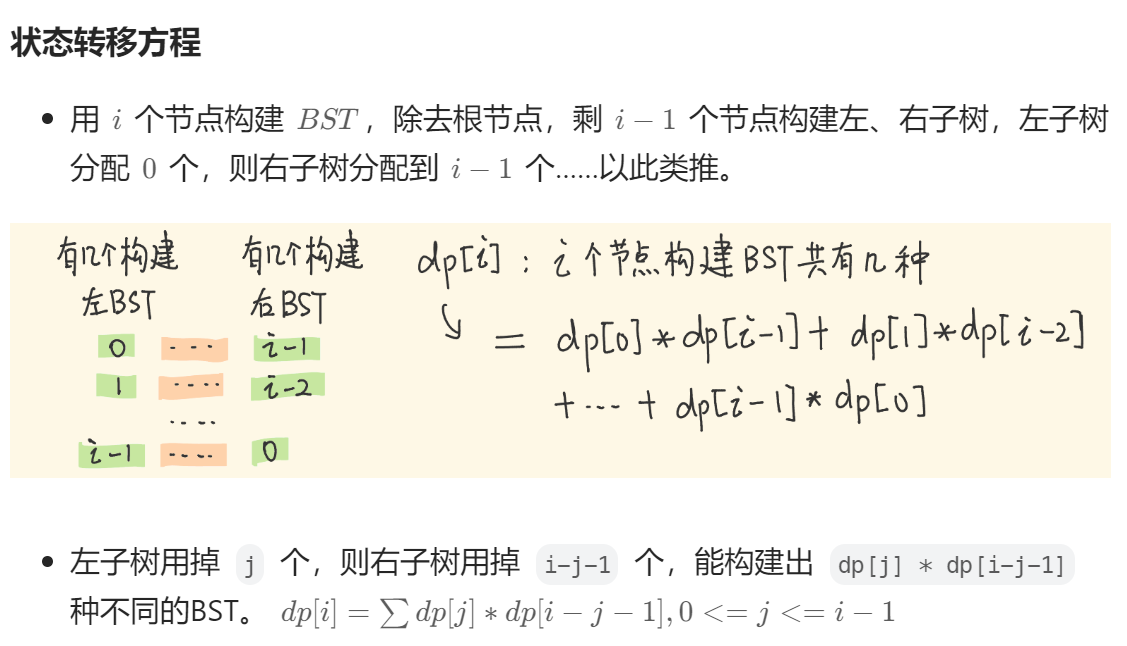 状态转移方程
• 用 i 个节点构建 BST，除去根节点，剩 i − 1 个节点构建左、右子树，左子树
分配 0 个，则右子树分配到 i − 1 个......以此类推。
有几个构建 有几个构建 dp[i]：i个节点构建BST共有几种
左BST 右BST
0 ... i-1 = dp[0]*dp[i-1]+ dp[1]*dp[i-2]
1 .... i-2 +...+ dp[i-1]*dp[0]
....
i-1 .... 0
• 左子树用掉 j 个，则右子树用掉 i-j-1 个，能构建出 dp[j] * dp[i-j-1]
种不同的BST。 dp[i] = ∑ dp[j] ∗ dp[i − j − 1], 0 <= j <= i − 1